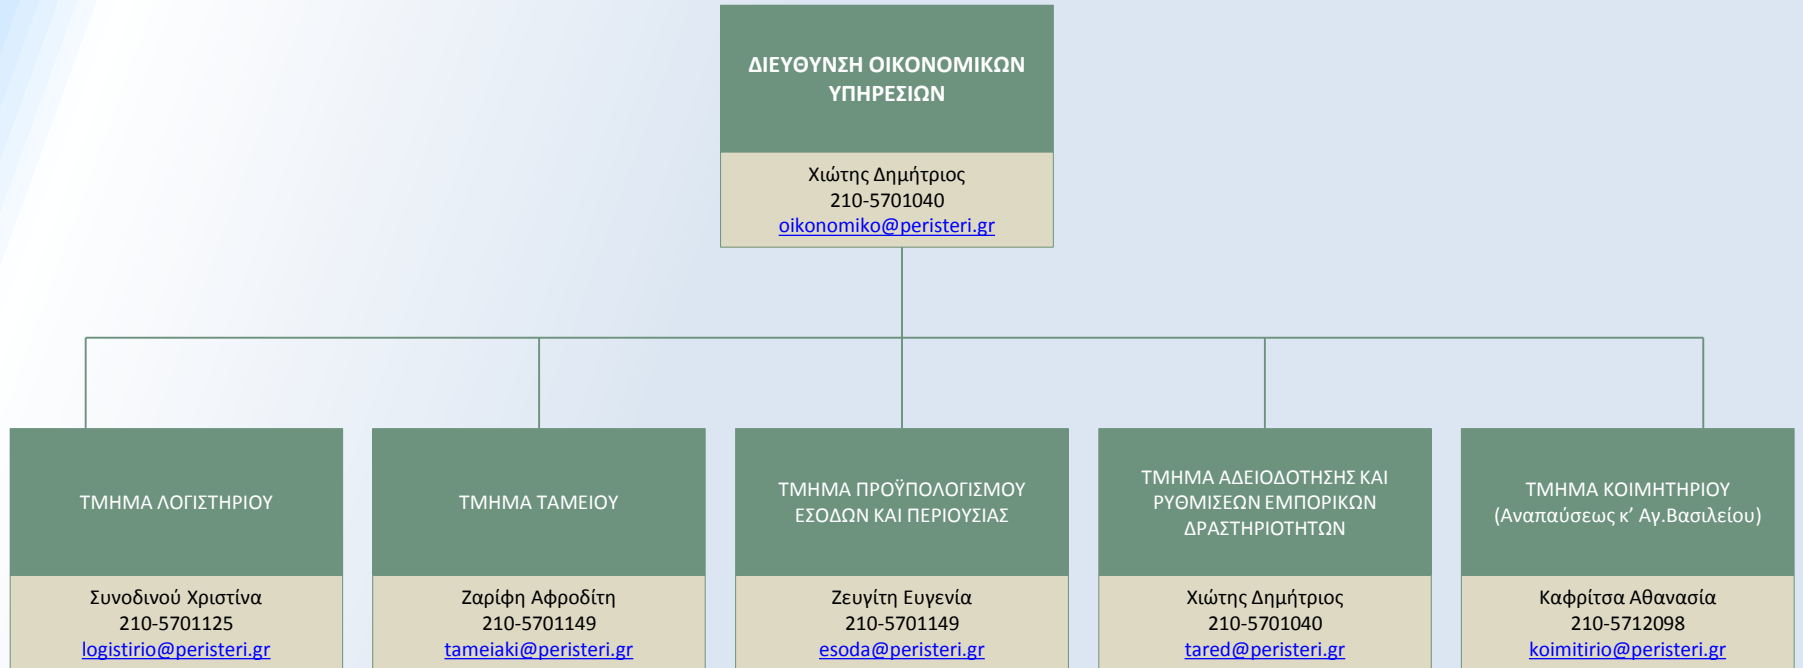 ΔΙΕΥΘΥΝΣΗ ΟΙΚΟΝΟΜΙΚΩΝ
ΥΠΗΡΕΣΙΩΝ
Χιώτης Δημήτριος
210-5701040
oikonomiko@peristeri.gr
ΤΜΗΜΑ ΛΟΓΙΣΤΗΡΙΟΥ
Συνοδινού Χριστίνα
210-5701125
logistirio@peristeri.gr
ΤΜΗΜΑ ΤΑΜΕΙΟΥ
Ζαρίφη Αφροδίτη
210-5701149
tameiaki@peristeri.gr
ΤΜΗΜΑ ΠΡΟΫΠΟΛΟΓΙΣΜΟΥ
ΕΣΟΔΩΝ ΚΑΙ ΠΕΡΙΟΥΣΙΑΣ
Ζευγίτη Ευγενία
210-5701149
esoda@peristeri.gr
ΤΜΗΜΑ ΑΔΕΙΟΔΟΤΗΣΗΣ ΚΑΙ
ΡΥΘΜΙΣΕΩΝ ΕΜΠΟΡΙΚΩΝ
ΔΡΑΣΤΗΡΙΟΤΗΤΩΝ
Χιώτης Δημήτριος
210-5701040
tared@peristeri.gr
ΤΜΗΜΑ ΚΟΙΜΗΤΗΡΙΟΥ
(Αναπαύσεως κ’ Αγ.Βασιλείου)
Καφρίτσα Αθανασία
210-5712098
koimitirio@peristeri.gr